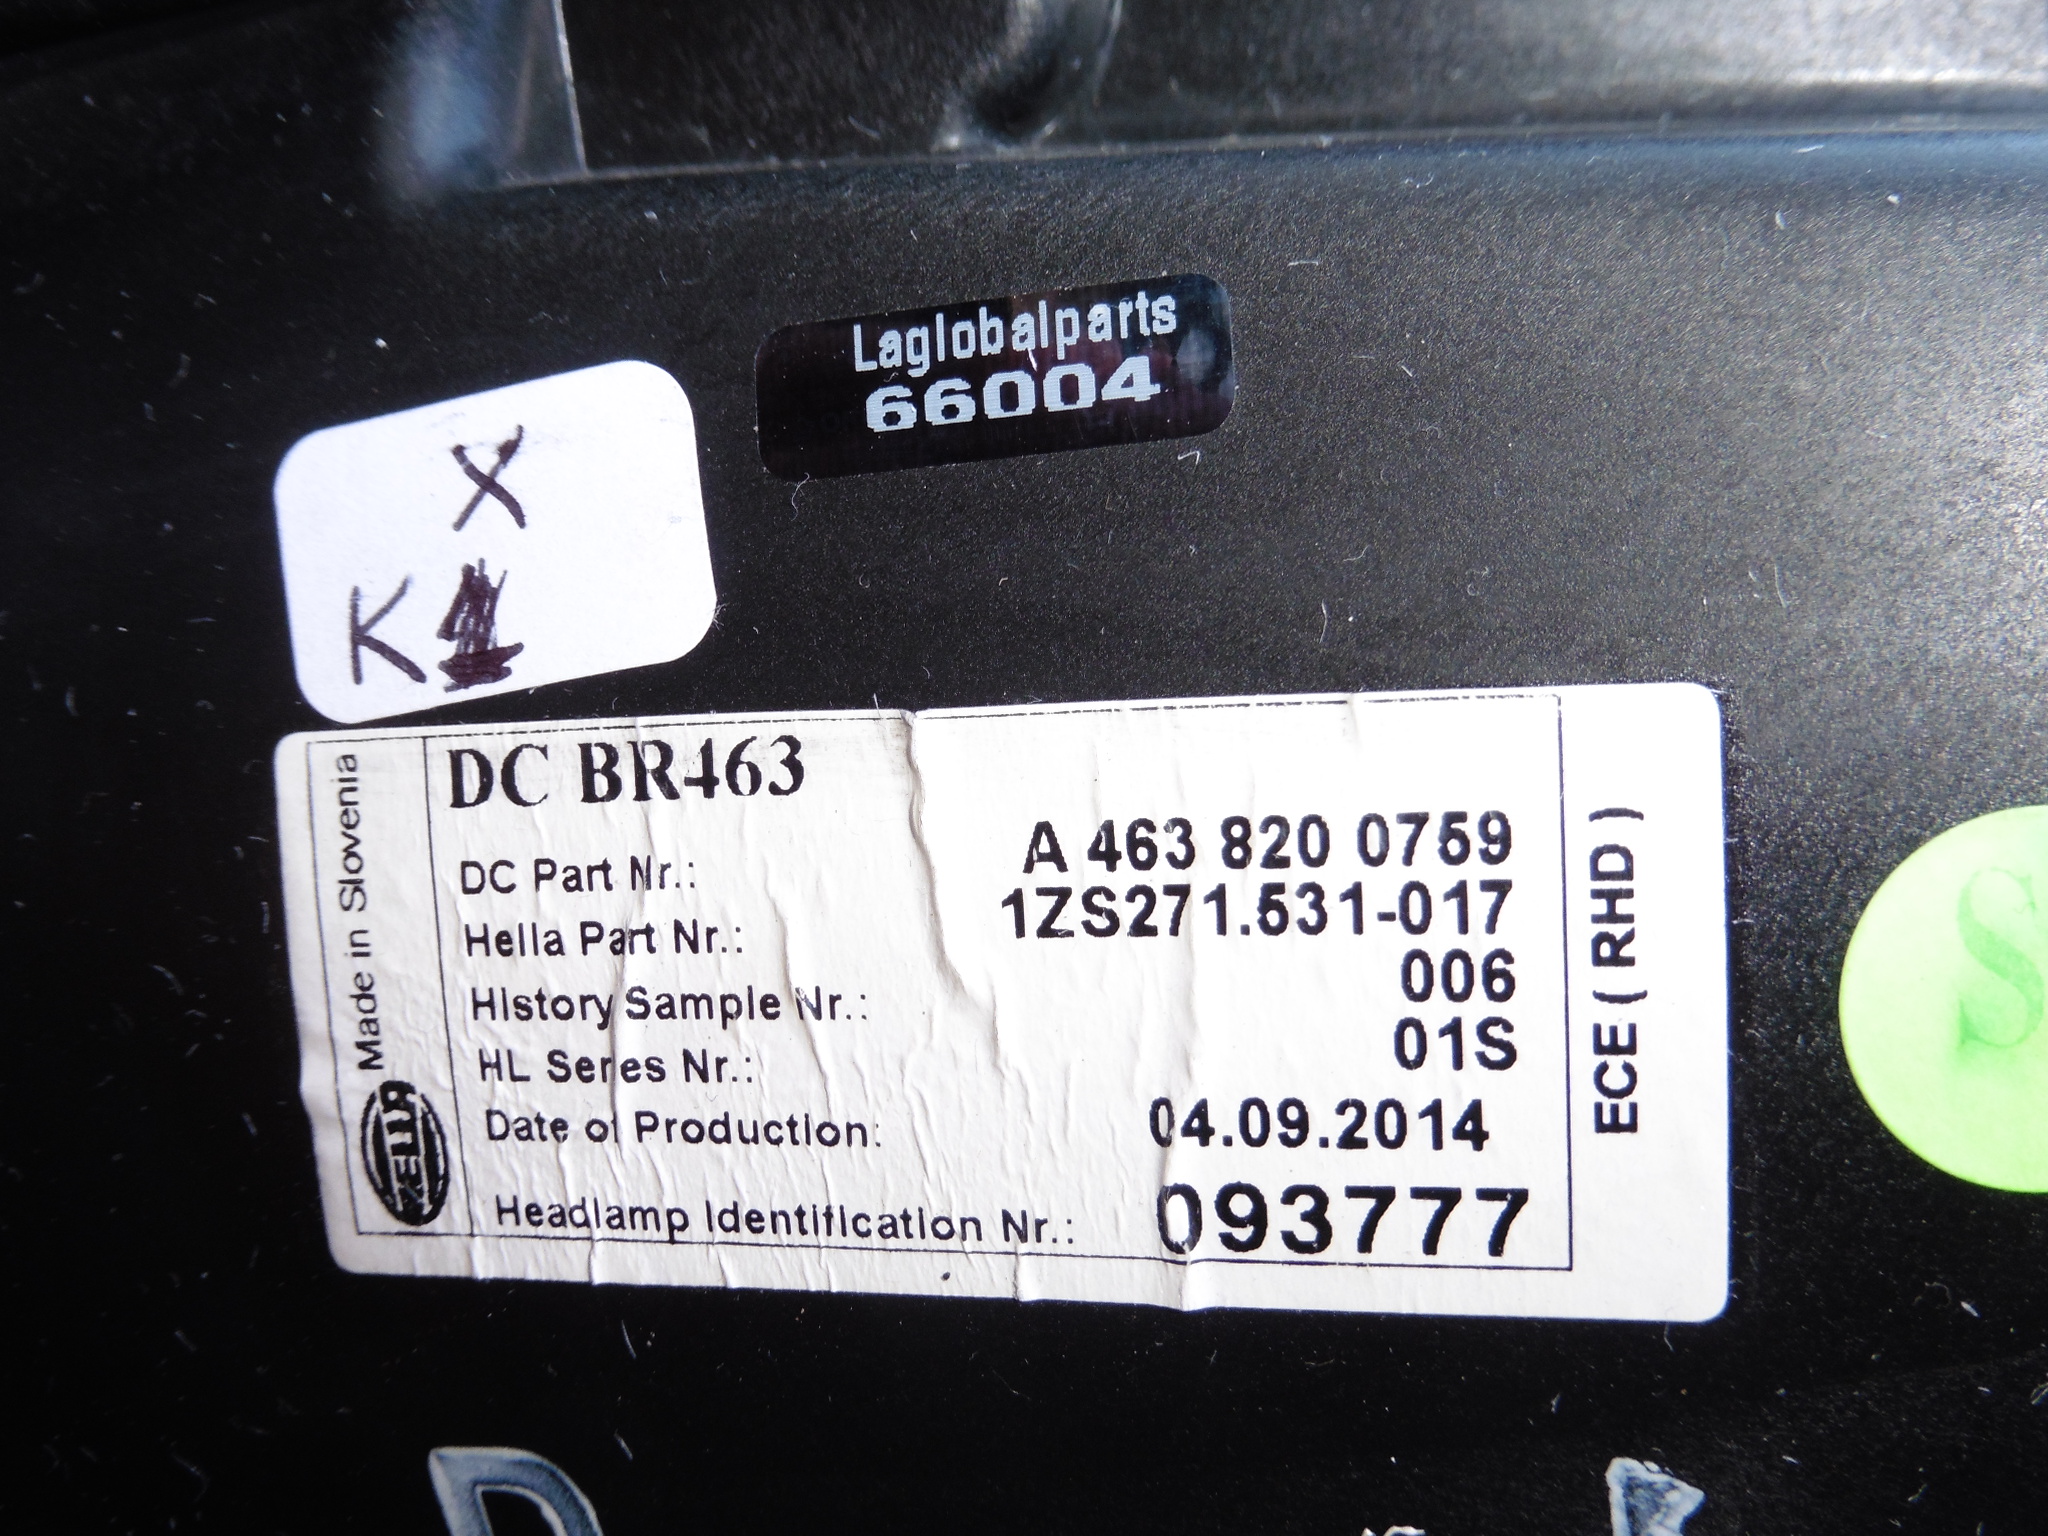 Laglobalparts
66004
X
K1
DC BR463
DC Part Nr.: A 463 820 0759
Hella Part Nr.: 1ZS271.531-017
History Sample Nr.: 006
HL Series Nr.: 01S
Date of Production: 04.09.2014
Headlamp Identification Nr.: 093777
Made in Slovenia
HELLA
ECE ( RHD )
S
D